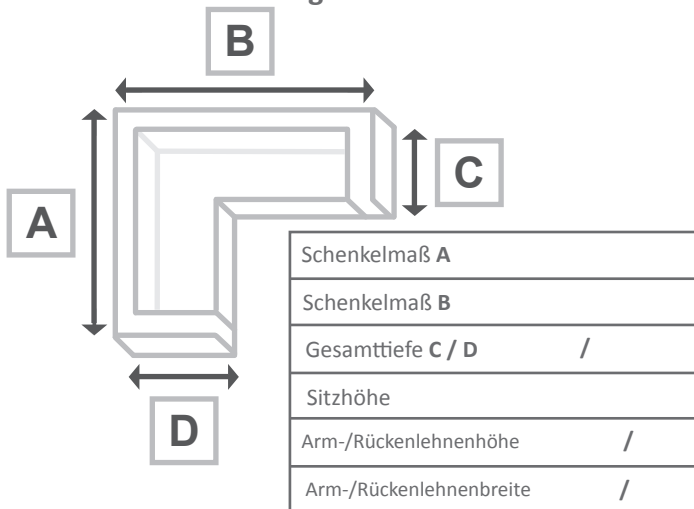 g
B
C
A
Schenkelmaß A
Schenkelmaß B
Gesamttiefe C / D /
Sitzhöhe
D
Arm-/Rückenlehnenhöhe /
Arm-/Rückenlehnenbreite /